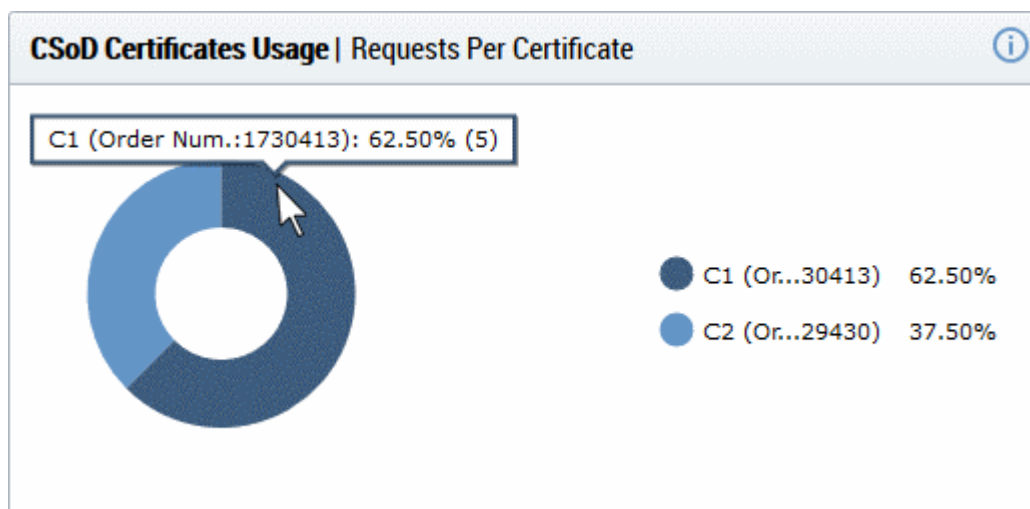 CSoD Certificates Usage | Requests Per Certificate
C1 (Order Num.:1730413): 62.50% (5)
C1 (Or...30413) 62.50%
C2 (Or...29430) 37.50%